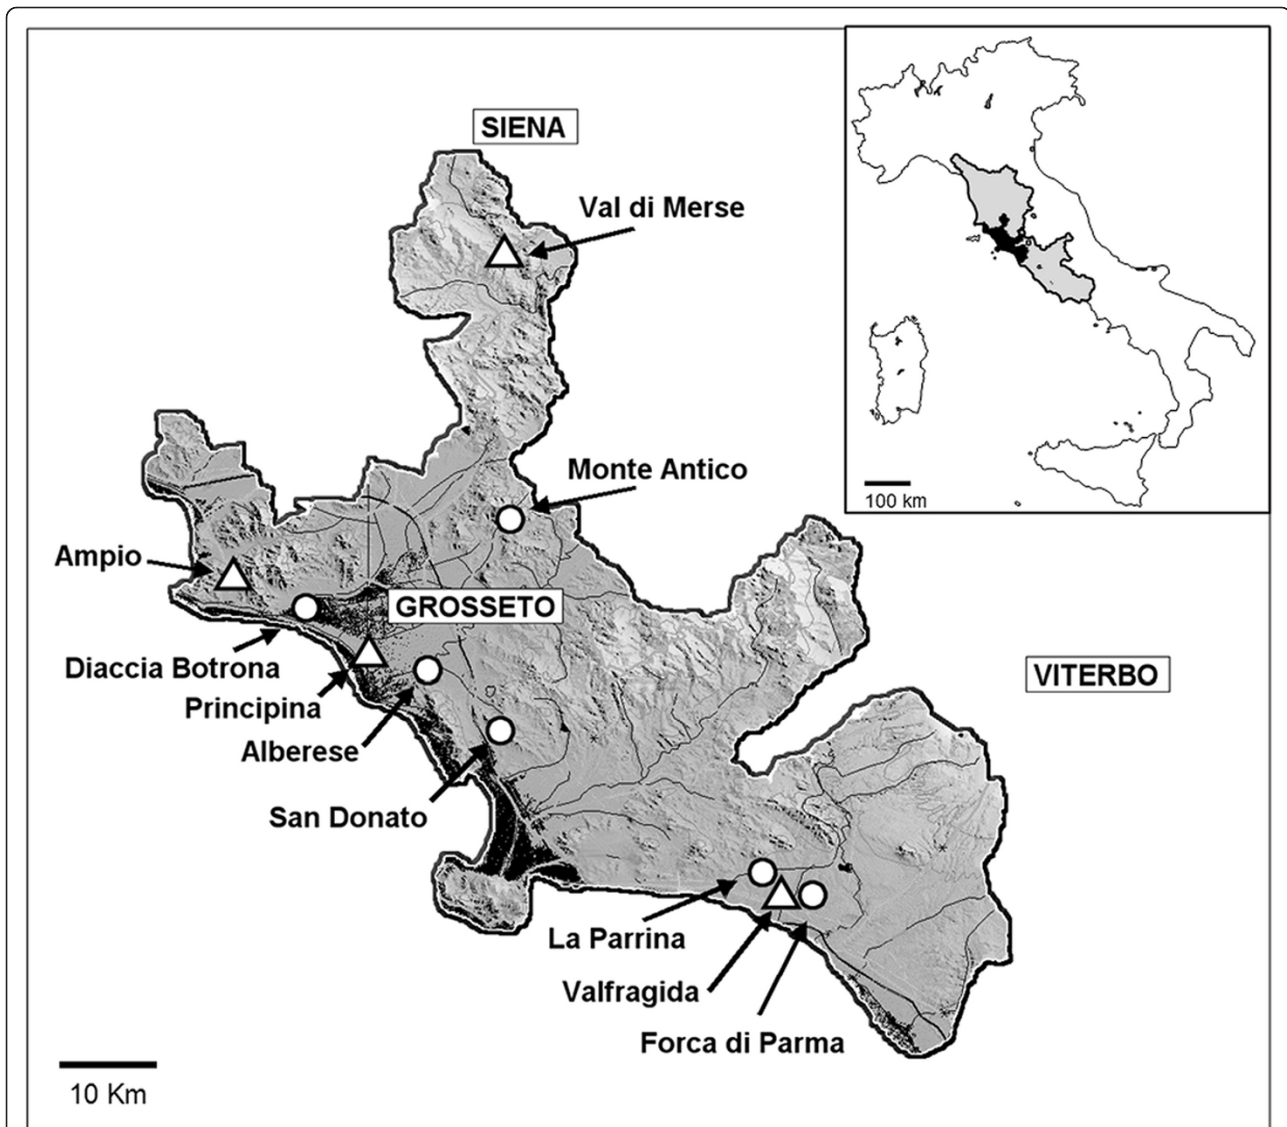 SIENA
Val di Merse
100 km
Monte Antico
Ampio
GROSSETO
Diaccia Botrona
VITERBO
Principina
Alberese
San Donato
La Parrina
Valfragida
Forca di Parma
10 Km